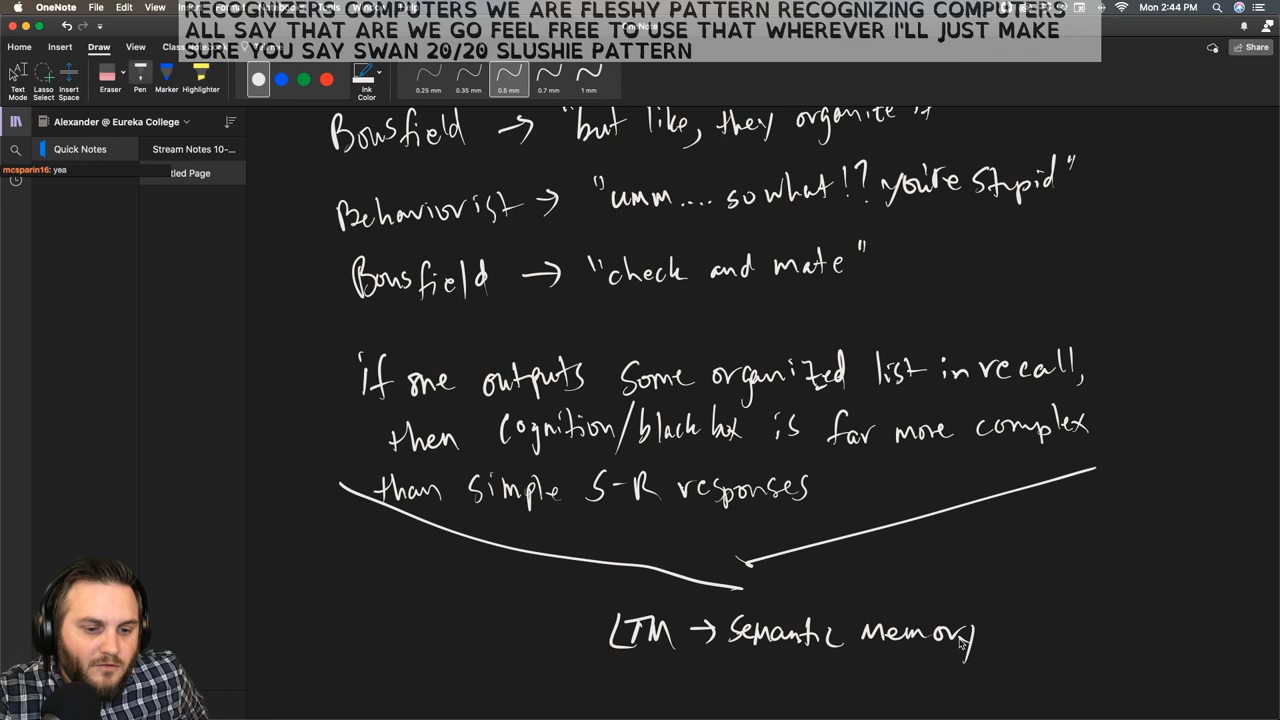 RECOGNIZERS COMPUTERS WE ARE FLESHY PATTERN RECOGNIZING COMPUTERS
ALL SAY THAT ARE WE GO FEEL FREE TO USE THAT WHEREVER I'LL JUST MAKE
SURE YOU SAY SWAN 20/20 SLUSHIE PATTERN
OneNote File Edit View Mon 2:44 PM
Home Insert Draw
Share
Text Mode
Lasso Select
Insert Space
Eraser
Pen
Marker
Highlighter
Ink Color
0.25 mm
0.35 mm
0.5 mm
0.7 mm
1 mm
Alexander @ Eureka College
Quick Notes
Stream Notes 10-...
mcsparin16: yea
tled Page
Bousfield → "but like, they organize it
Behaviorist → "umm.... so what!? you're stupid"
Bousfield → "check and mate"
if one outputs some organized list in recall,
then cognition/black box is far more complex
than simple S-R responses
LTM → Semantic Memory